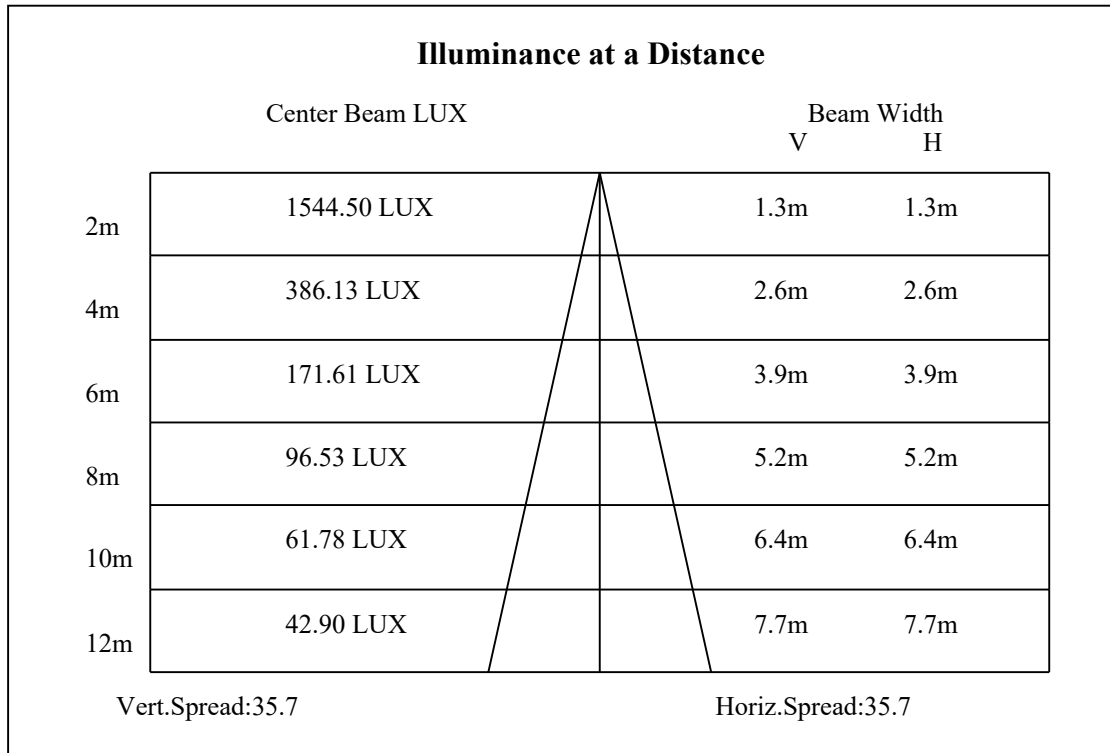 Illuminance at a Distance
Center Beam LUX Beam Width
V H
2m 1544.50 LUX 1.3m 1.3m
4m 386.13 LUX 2.6m 2.6m
6m 171.61 LUX 3.9m 3.9m
8m 96.53 LUX 5.2m 5.2m
10m 61.78 LUX 6.4m 6.4m
12m 42.90 LUX 7.7m 7.7m
Vert.Spread:35.7 Horiz.Spread:35.7